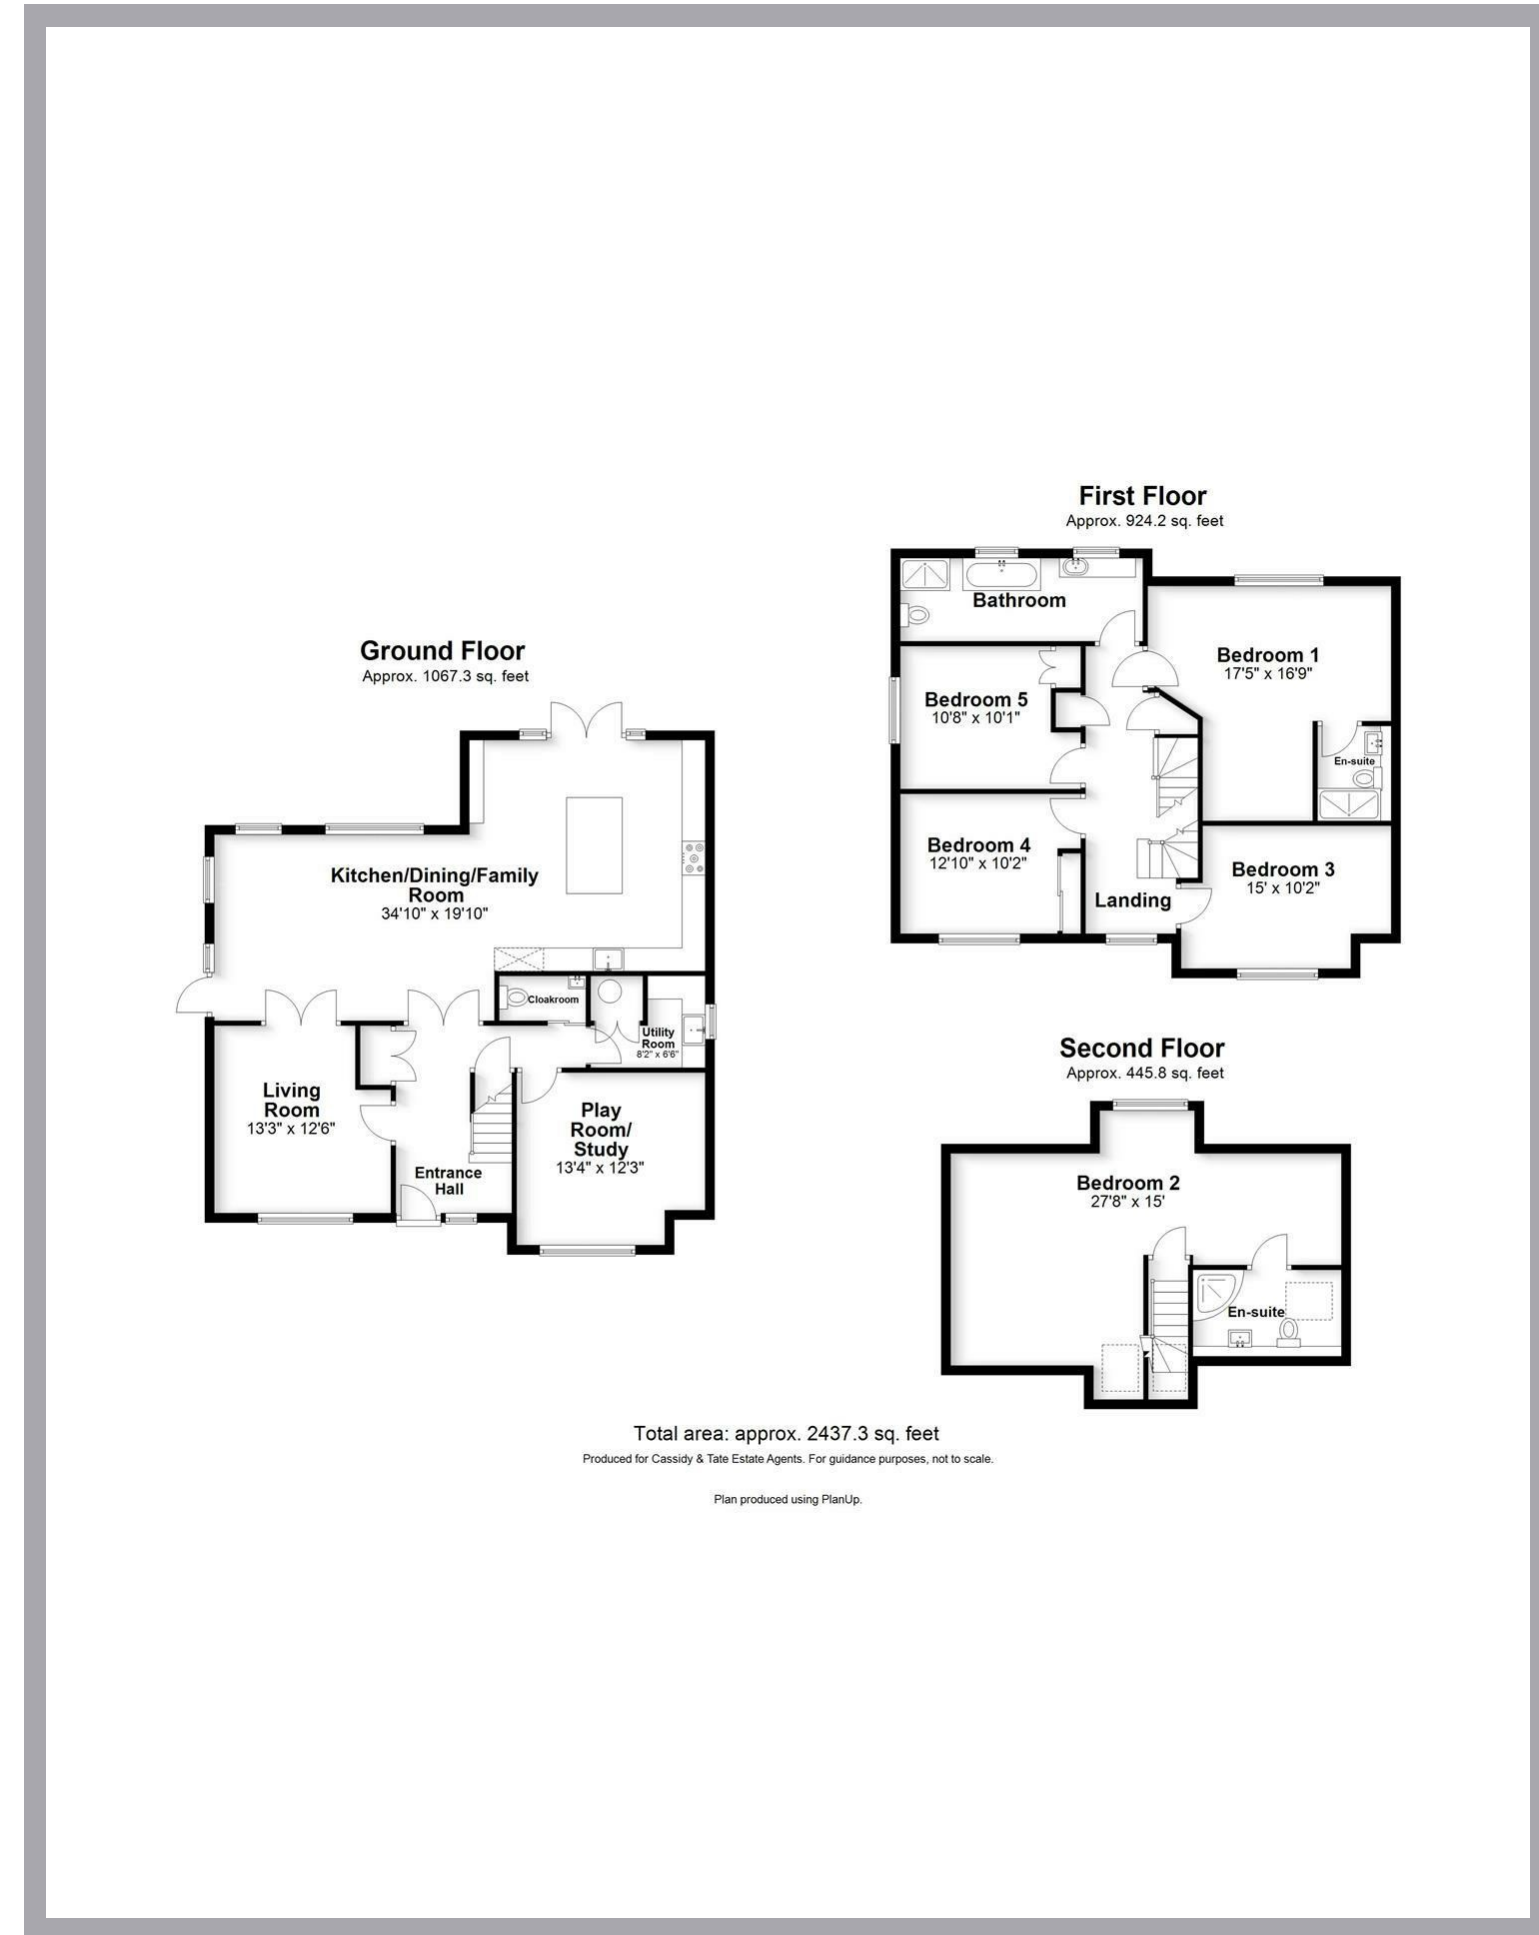 First Floor
Approx. 924.2 sq. feet
Bathroom
Bedroom 1
17'5" x 16'9"
Bedroom 5
10'8" x 10'1"
En-suite
Bedroom 4
12'10" x 10'2"
Bedroom 3
15' x 10'2"
Landing
Ground Floor
Approx. 1067.3 sq. feet
Kitchen/Dining/Family
Room
34'10" x 19'10"
Cloakroom
Utility
Room
8'2" x 6'6"
Living
Room
13'3" x 12'6"
Play
Room/
Study
13'4" x 12'3"
Entrance
Hall
Second Floor
Approx. 445.8 sq. feet
Bedroom 2
27'8" x 15'
En-suite
Total area: approx. 2437.3 sq. feet
Produced for Cassidy & Tate Estate Agents. For guidance purposes, not to scale.
Plan produced using PlanUp.